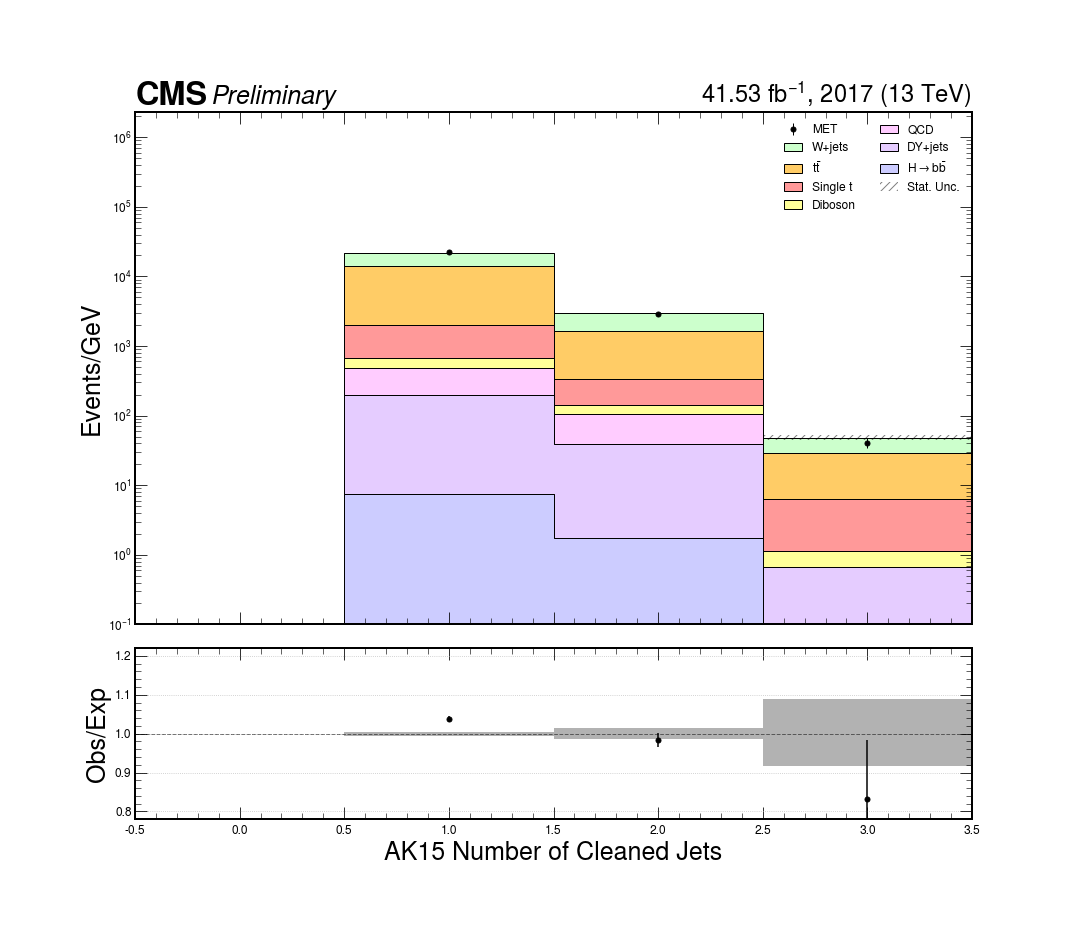 CMS Preliminary
41.53 fb⁻¹, 2017 (13 TeV)
MET
W+jets
tt̄
Single t
Diboson
QCD
DY+jets
H→bb̄
Stat. Unc.
Events/GeV
10⁶
10⁵
10⁴
10³
10²
10¹
10⁰
10⁻¹
Obs/Exp
1.2
1.1
1.0
0.9
0.8
-0.5 0.0 0.5 1.0 1.5 2.0 2.5 3.0 3.5
AK15 Number of Cleaned Jets